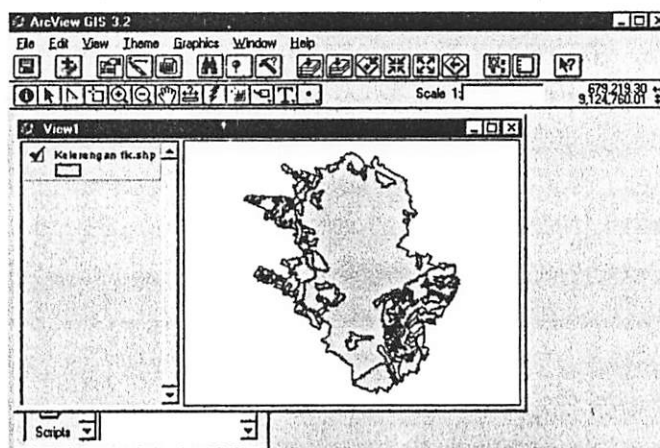 ArcView GIS 3.2
File Edit View Theme Graphics Window Help
Scale 1:
679,219.30
9,124,760.01
View1
Kelerengan tk.shp
Scripts